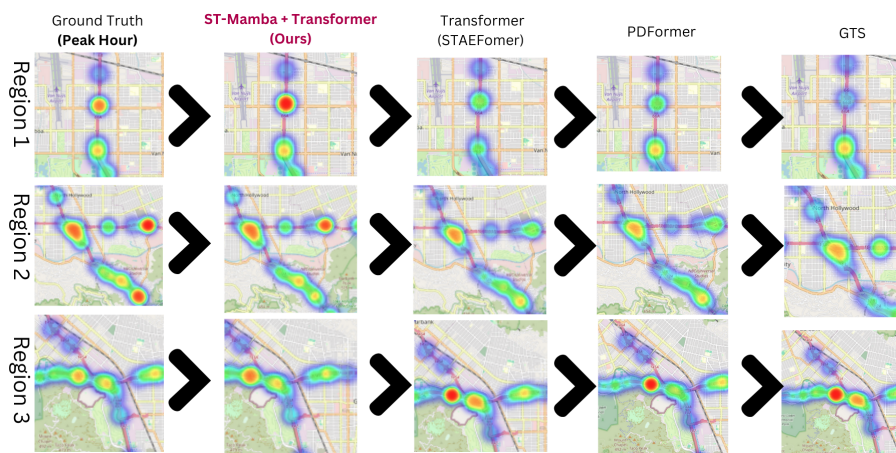 Ground Truth
(Peak Hour)
ST-Mamba + Transformer
(Ours)
Transformer
(STAEFomer)
PDFormer
GTS
Region 1
Region 2
Region 3